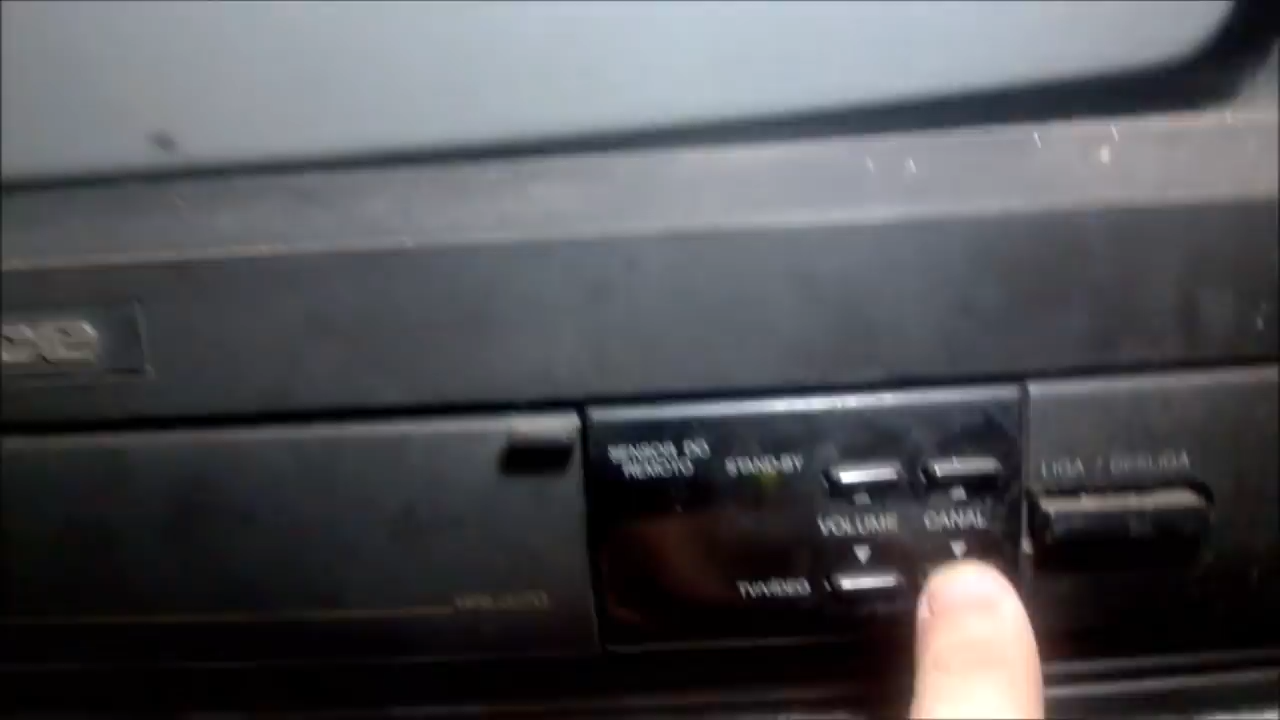 SENSOR DO
REMOTO
STAND-BY
VOLUME
CANAL
TV/VÍDEO
LIGA / DESLIGA